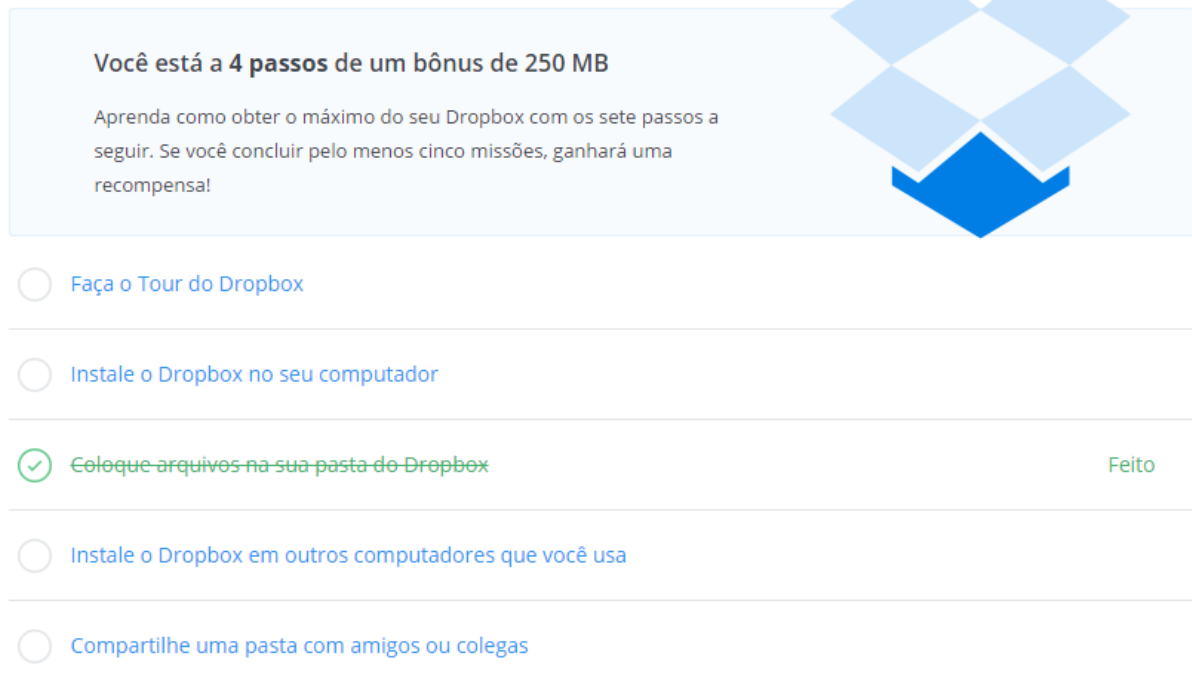 Você está a 4 passos de um bônus de 250 MB
Aprenda como obter o máximo do seu Dropbox com os sete passos a
seguir. Se você concluir pelo menos cinco missões, ganhará uma
recompensa!
Faça o Tour do Dropbox
Instale o Dropbox no seu computador
Coloque arquivos na sua pasta do Dropbox
Feito
Instale o Dropbox em outros computadores que você usa
Compartilhe uma pasta com amigos ou colegas